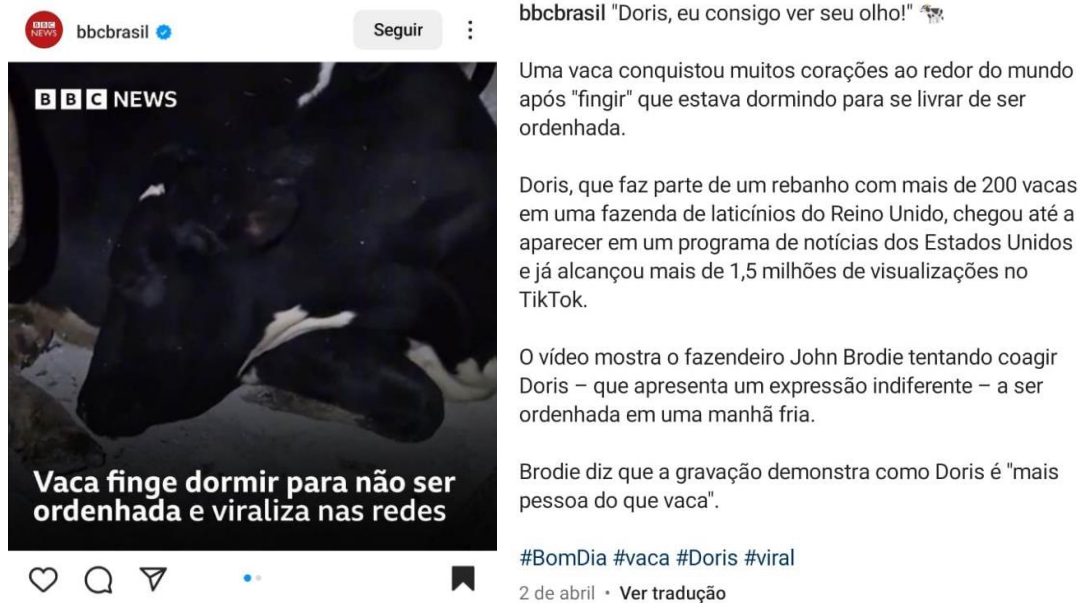 BBC NEWS
bbcbrasil
Seguir
BBC NEWS
Vaca finge dormir para não ser
ordenhada e viraliza nas redes
bbcbrasil "Doris, eu consigo ver seu olho!" 🐄
Uma vaca conquistou muitos corações ao redor do mundo
após "fingir" que estava dormindo para se livrar de ser
ordenhada.
Doris, que faz parte de um rebanho com mais de 200 vacas
em uma fazenda de laticínios do Reino Unido, chegou até a
aparecer em um programa de notícias dos Estados Unidos
e já alcançou mais de 1,5 milhões de visualizações no
TikTok.
O vídeo mostra o fazendeiro John Brodie tentando coagir
Doris – que apresenta um expressão indiferente – a ser
ordenhada em uma manhã fria.
Brodie diz que a gravação demonstra como Doris é "mais
pessoa do que vaca".
#BomDia #vaca #Doris #viral
2 de abril • Ver tradução